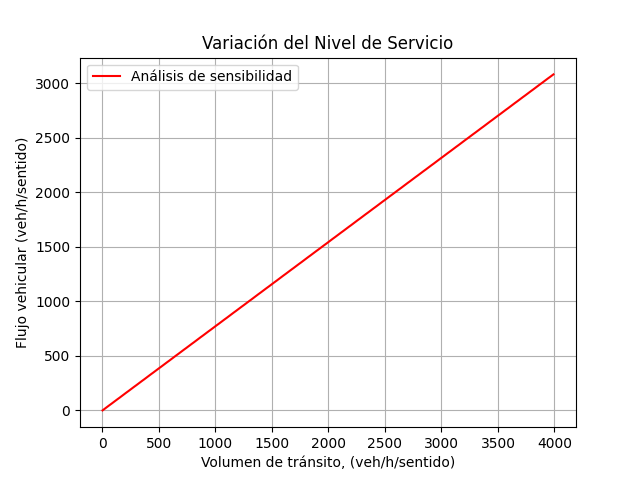 Variación del Nivel de Servicio
Análisis de sensibilidad
Flujo vehicular (veh/h/sentido)
3000
2500
2000
1500
1000
500
0
0 500 1000 1500 2000 2500 3000 3500 4000
Volumen de tránsito, (veh/h/sentido)